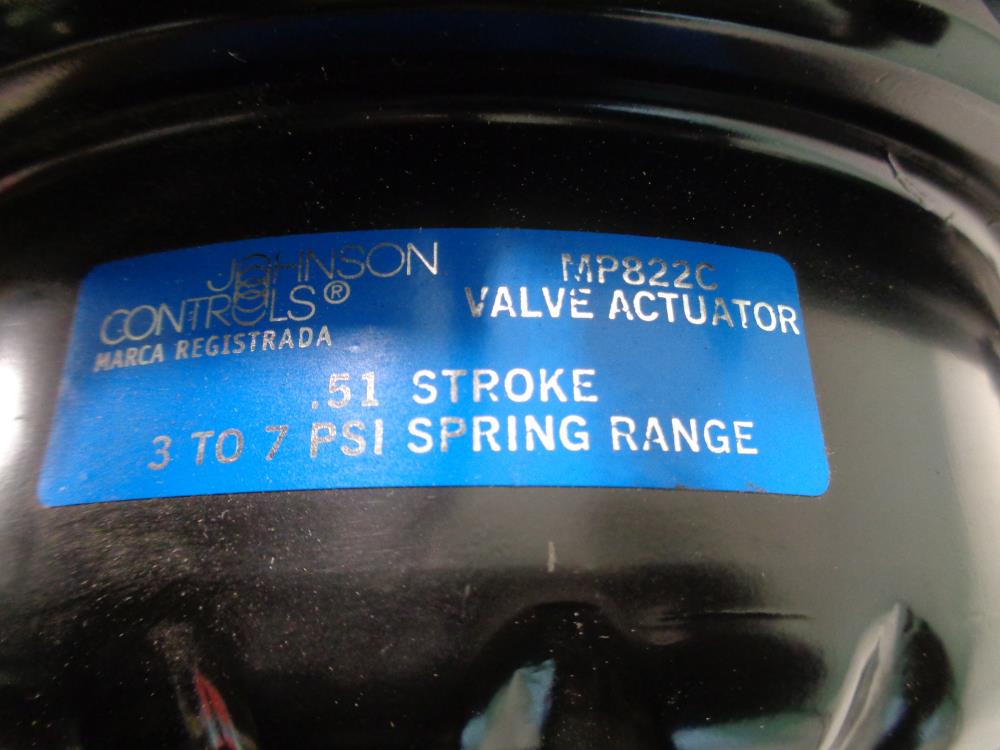 JOHNSON
CONTROLS®
MARCA REGISTRADA
MP822C
VALVE ACTUATOR
.51 STROKE
3 TO 7 PSI SPRING RANGE